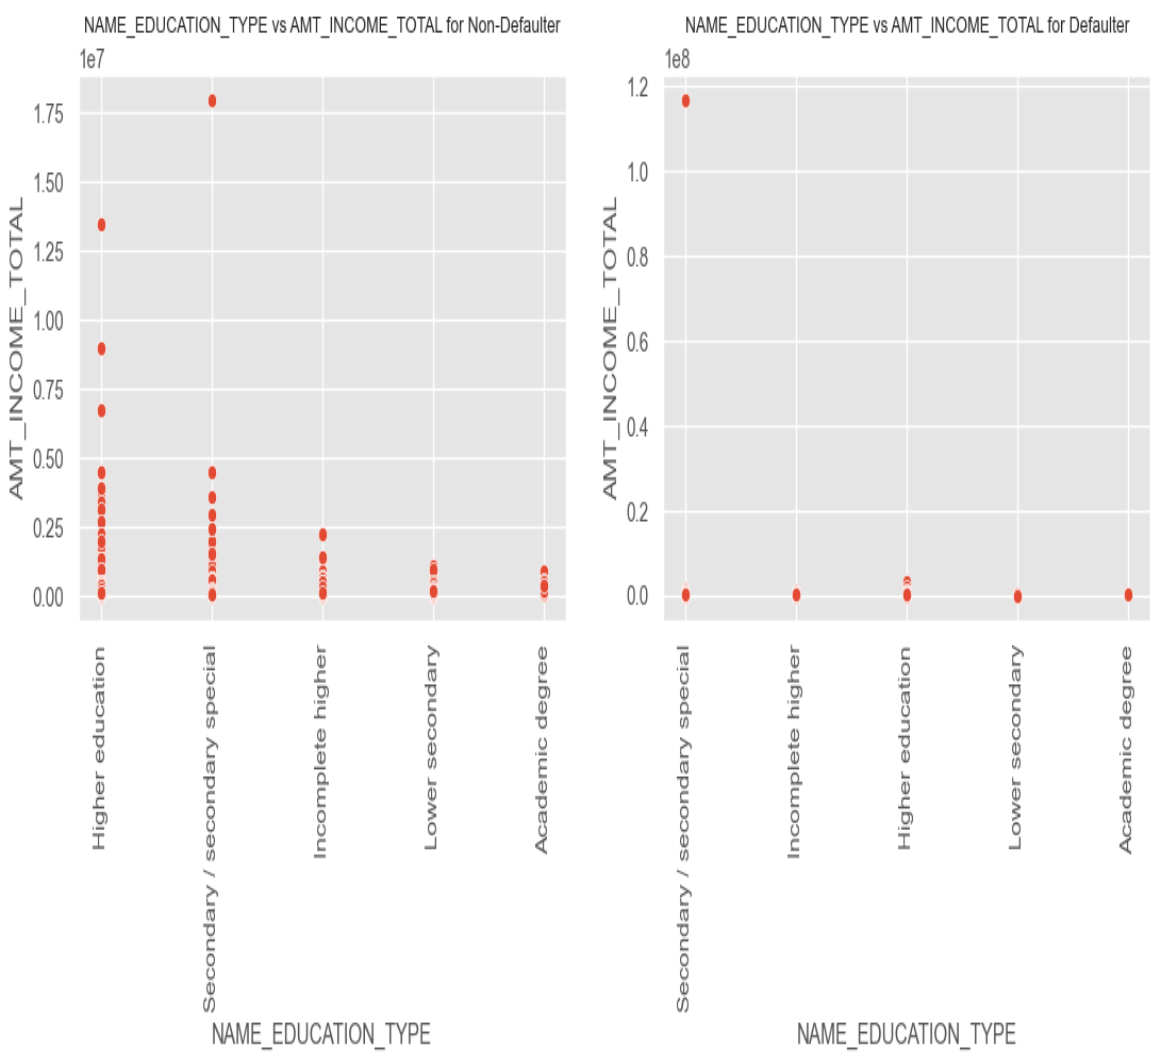 NAME_EDUCATION_TYPE vs AMT_INCOME_TOTAL for Non-Defaulter
1e7
1.75
1.50
1.25
1.00
0.75
0.50
0.25
0.00
AMT_INCOME_TOTAL
Higher education
Secondary / secondary special
Incomplete higher
Lower secondary
Academic degree
NAME_EDUCATION_TYPE
NAME_EDUCATION_TYPE vs AMT_INCOME_TOTAL for Defaulter
1e8
1.2
1.0
0.8
0.6
0.4
0.2
0.0
AMT_INCOME_TOTAL
Secondary / secondary special
Incomplete higher
Higher education
Lower secondary
Academic degree
NAME_EDUCATION_TYPE